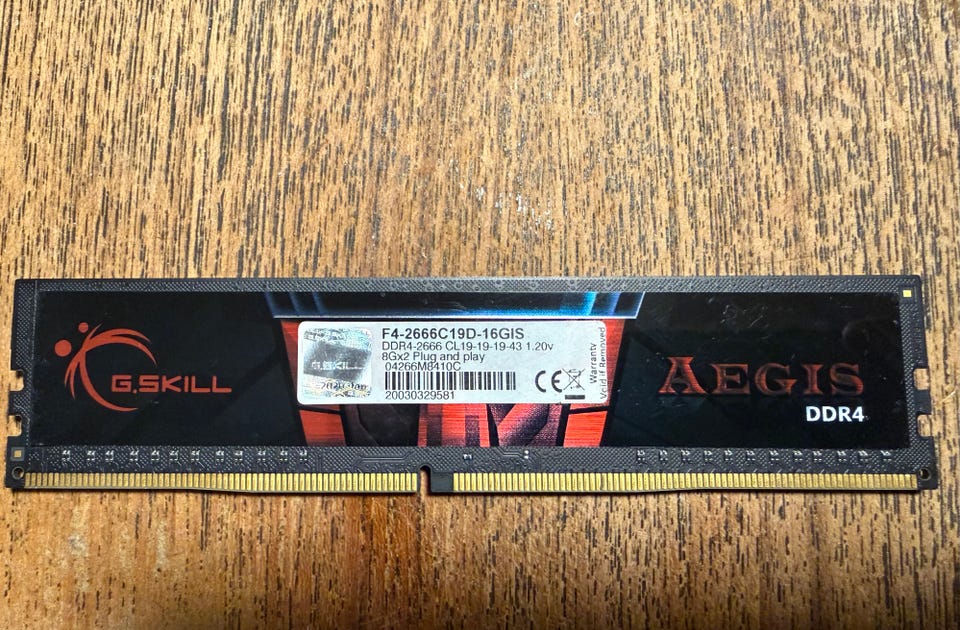 G.SKILL
G.SKILL
F4-2666C19D-16GIS
DDR4-2666 CL19-19-19-43 1.20v
8Gx2 Plug and play
04266M8410C
20030329581
CE
Warranty
Void if Removed
AEGIS
DDR4